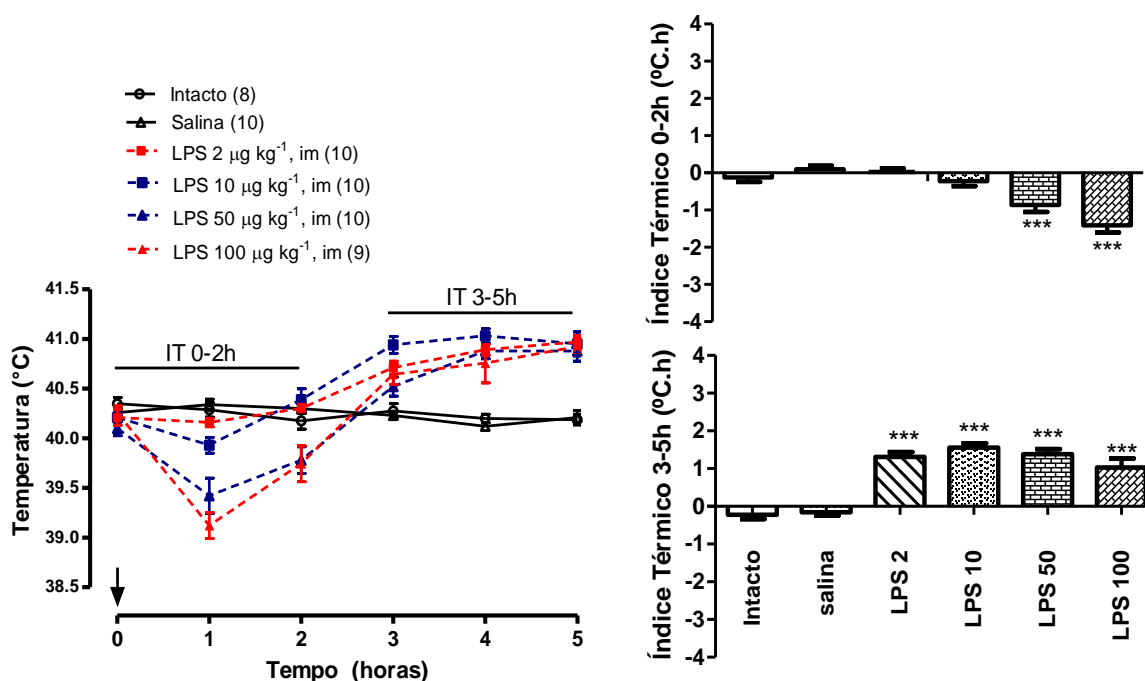 Intacto (8)
Salina (10)
LPS 2 µg kg⁻¹, im (10)
LPS 10 µg kg⁻¹, im (10)
LPS 50 µg kg⁻¹, im (10)
LPS 100 µg kg⁻¹, im (9)
Temperatura (°C)
41.5
41.0
40.5
40.0
39.5
39.0
38.5
IT 0-2h
IT 3-5h
0 1 2 3 4 5
Tempo (horas)
Índice Térmico 0-2h (ºC.h)
4
3
2
1
0
-1
-2
-3
-4
*** ***
Índice Térmico 3-5h (ºC.h)
4
3
2
1
0
-1
-2
-3
-4
*** *** *** ***
Intacto
salina
LPS 2
LPS 10
LPS 50
LPS 100